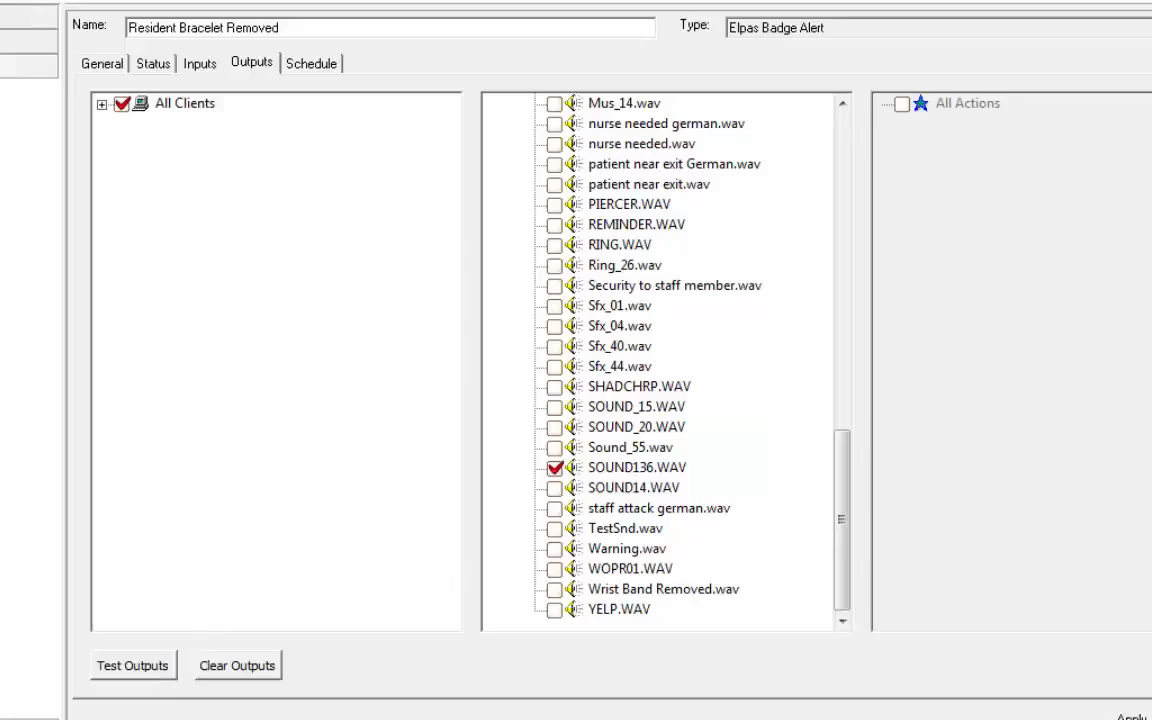 Name:
Resident Bracelet Removed
Type:
Elpas Badge Alert
General
Status
Inputs
Outputs
Schedule
All Clients
Mus_14.wav
nurse needed german.wav
nurse needed.wav
patient near exit German.wav
patient near exit.wav
PIERCER.WAV
REMINDER.WAV
RING.WAV
Ring_26.wav
Security to staff member.wav
Sfx_01.wav
Sfx_04.wav
Sfx_40.wav
Sfx_44.wav
SHADCHRP.WAV
SOUND_15.WAV
SOUND_20.WAV
Sound_55.wav
SOUND136.WAV
SOUND14.WAV
staff attack german.wav
TestSnd.wav
Warning.wav
WOPR01.WAV
Wrist Band Removed.wav
YELP.WAV
All Actions
Test Outputs
Clear Outputs
Apply